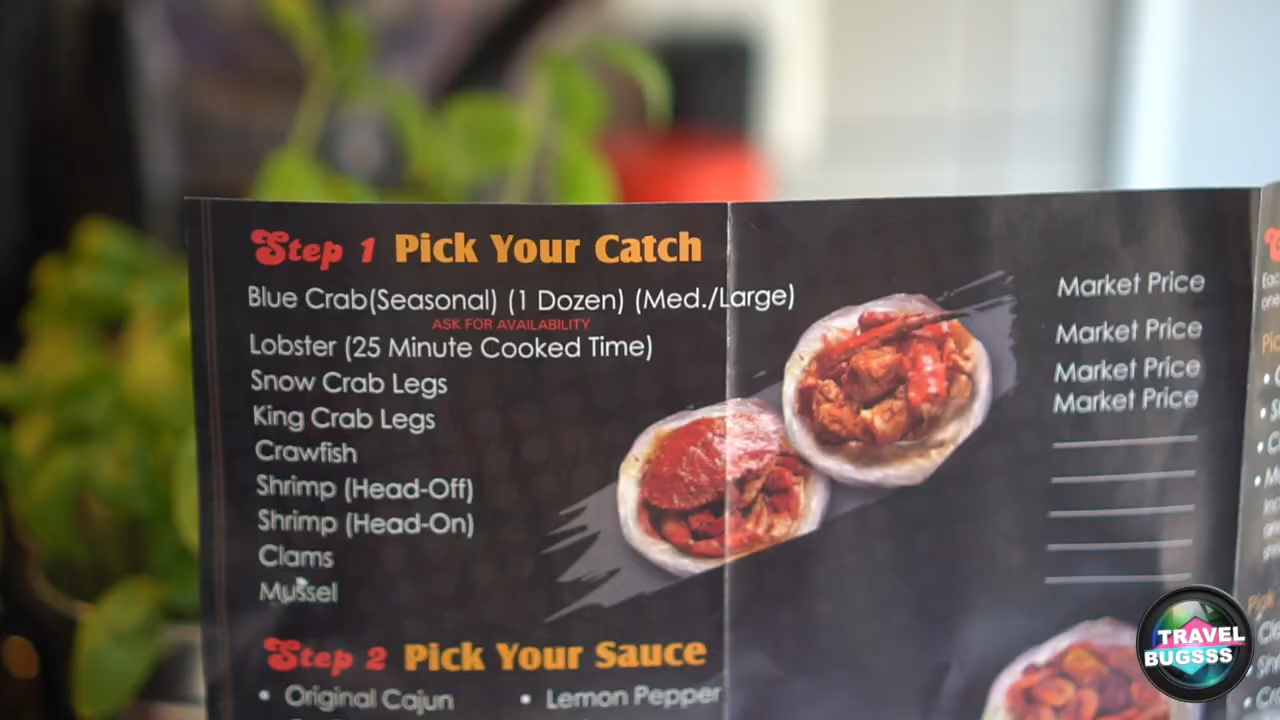 Step 1 Pick Your Catch
Blue Crab(Seasonal) (1 Dozen) (Med./Large) Market Price
ASK FOR AVAILABILITY
Lobster (25 Minute Cooked Time) Market Price
Snow Crab Legs Market Price
King Crab Legs Market Price
Crawfish
Shrimp (Head-Off)
Shrimp (Head-On)
Clams
Mussel
Step 2 Pick Your Sauce
• Original Cajun • Lemon Pepper
TRAVEL
BUGSSS